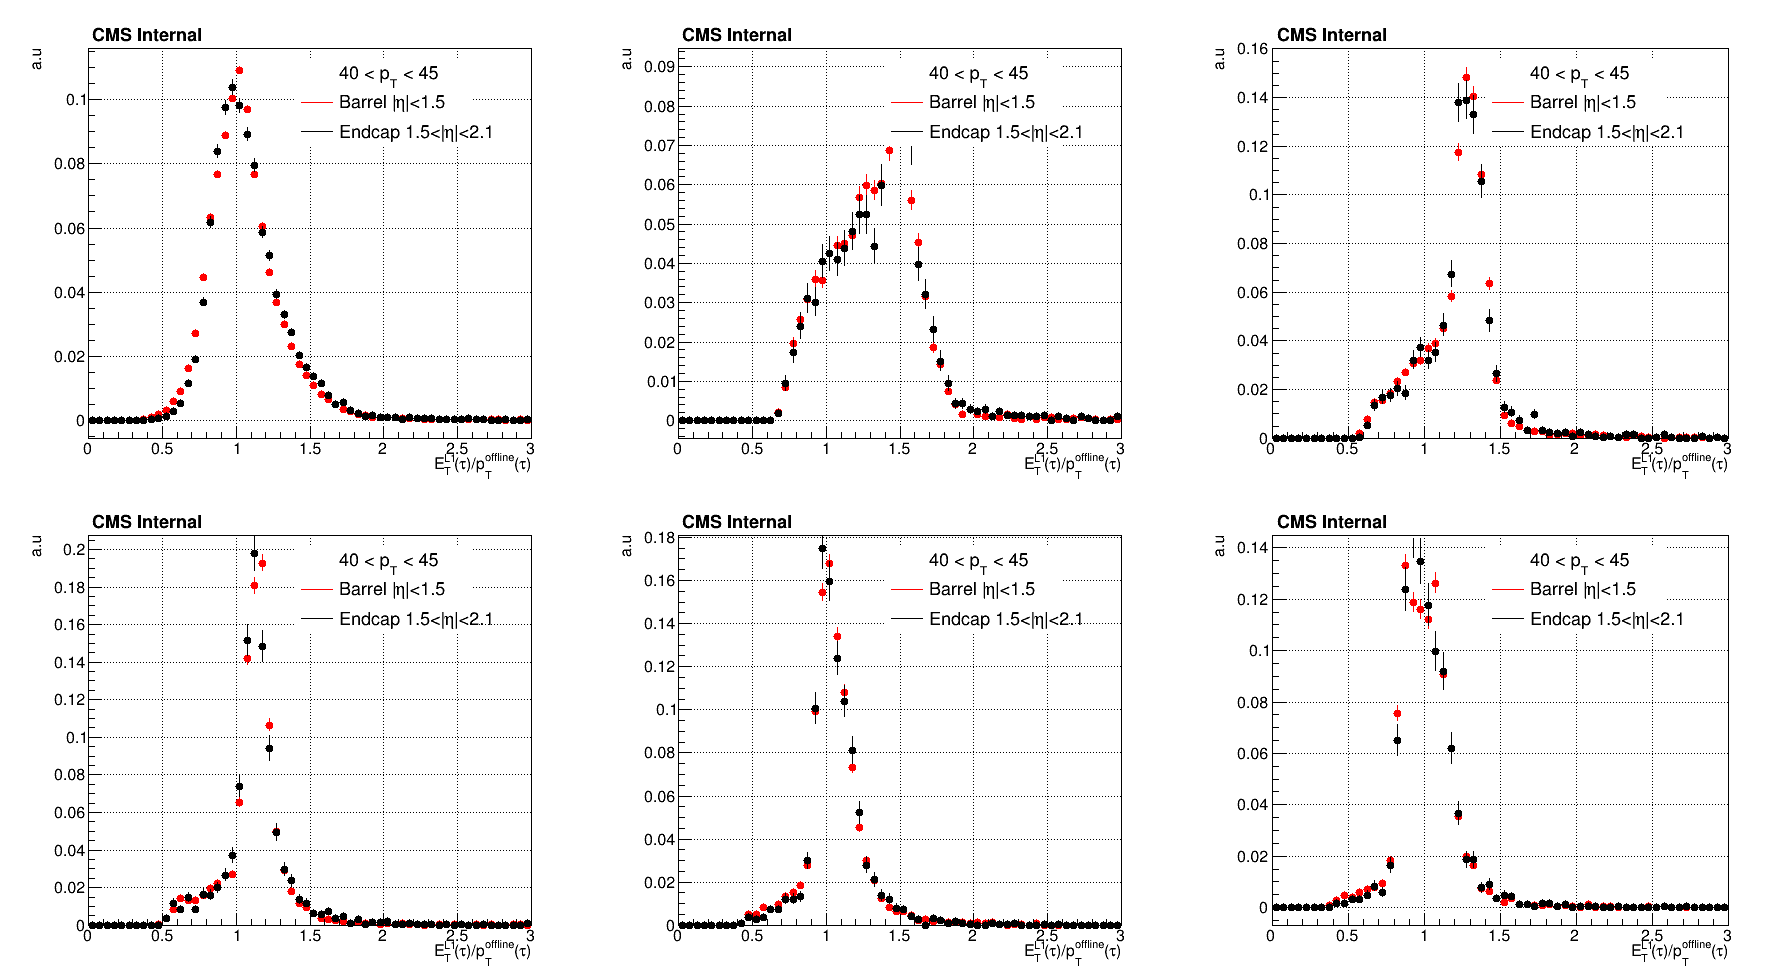 CMS Internal
a.u
40 < pT < 45
Barrel |η|<1.5
Endcap 1.5<|η|<2.1
0.1
0.08
0.06
0.04
0.02
0
0 0.5 1 1.5 2 2.5 3
E_T^L1(τ)/p_T^offline(τ)
CMS Internal
a.u
40 < pT < 45
Barrel |η|<1.5
Endcap 1.5<|η|<2.1
0.09
0.08
0.07
0.06
0.05
0.04
0.03
0.02
0.01
0
0 0.5 1 1.5 2 2.5 3
E_T^L1(τ)/p_T^offline(τ)
CMS Internal
a.u
40 < pT < 45
Barrel |η|<1.5
Endcap 1.5<|η|<2.1
0.16
0.14
0.12
0.1
0.08
0.06
0.04
0.02
0
0 0.5 1 1.5 2 2.5 3
E_T^L1(τ)/p_T^offline(τ)
CMS Internal
a.u
40 < pT < 45
Barrel |η|<1.5
Endcap 1.5<|η|<2.1
0.2
0.18
0.16
0.14
0.12
0.1
0.08
0.06
0.04
0.02
0
0 0.5 1 1.5 2 2.5 3
E_T^L1(τ)/p_T^offline(τ)
CMS Internal
a.u
40 < pT < 45
Barrel |η|<1.5
Endcap 1.5<|η|<2.1
0.18
0.16
0.14
0.12
0.1
0.08
0.06
0.04
0.02
0
0 0.5 1 1.5 2 2.5 3
E_T^L1(τ)/p_T^offline(τ)
CMS Internal
a.u
40 < pT < 45
Barrel |η|<1.5
Endcap 1.5<|η|<2.1
0.14
0.12
0.1
0.08
0.06
0.04
0.02
0
0 0.5 1 1.5 2 2.5 3
E_T^L1(τ)/p_T^offline(τ)